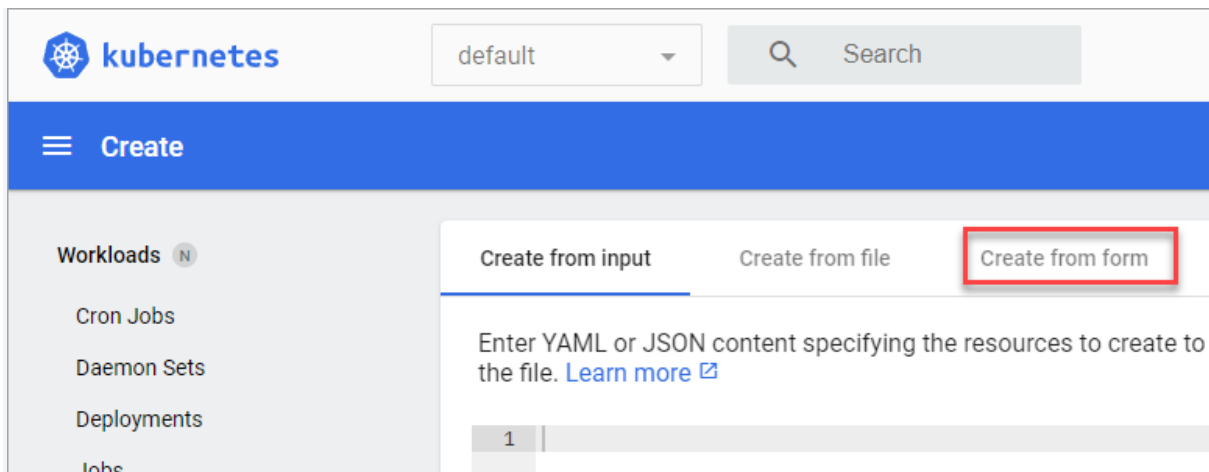 kubernetes
default
Search
Create
Workloads N
Cron Jobs
Daemon Sets
Deployments
Jobs
Create from input
Create from file
Create from form
Enter YAML or JSON content specifying the resources to create to
the file. Learn more
1